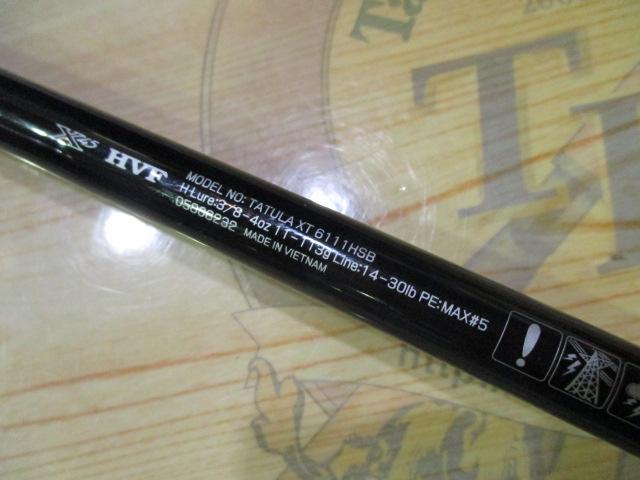 X45 HVF
MODEL NO: TATULA XT 6111HSB
H Lure:3/8-4oz 11-113g Line:14-30lb PE:MAX#5
05898232 MADE IN VIETNAM